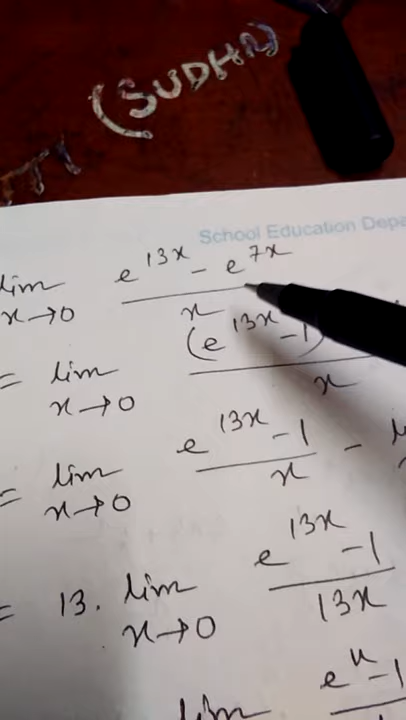 (SUDHA)
School Education Depa
lim x→0 (e^{13x} - e^{7x})/x
= lim x→0 (e^{13x} - 1)/x
= lim x→0 (e^{13x} - 1)/x -
= 13. lim x→0 (e^{13x} - 1)/13x
lim e^u - 1